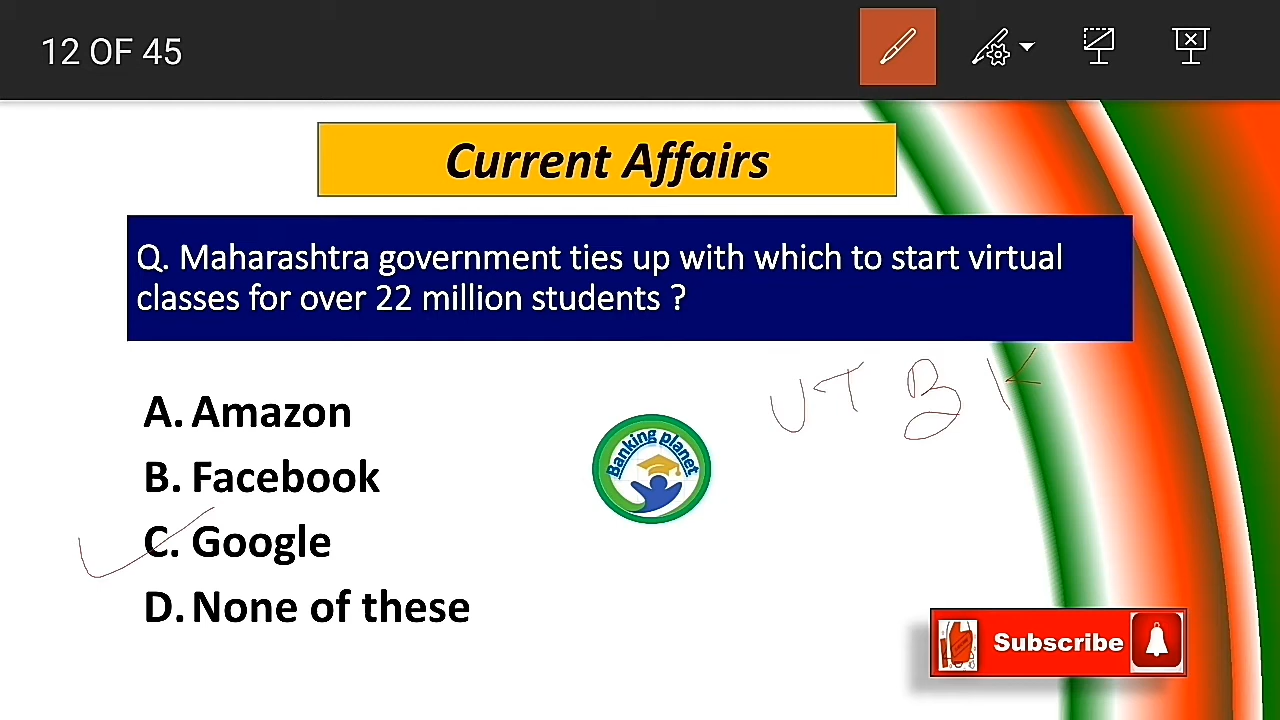 12 OF 45
Current Affairs
Q. Maharashtra government ties up with which to start virtual
classes for over 22 million students ?
A. Amazon
B. Facebook
C. Google
D. None of these
Banking planet
Subscribe